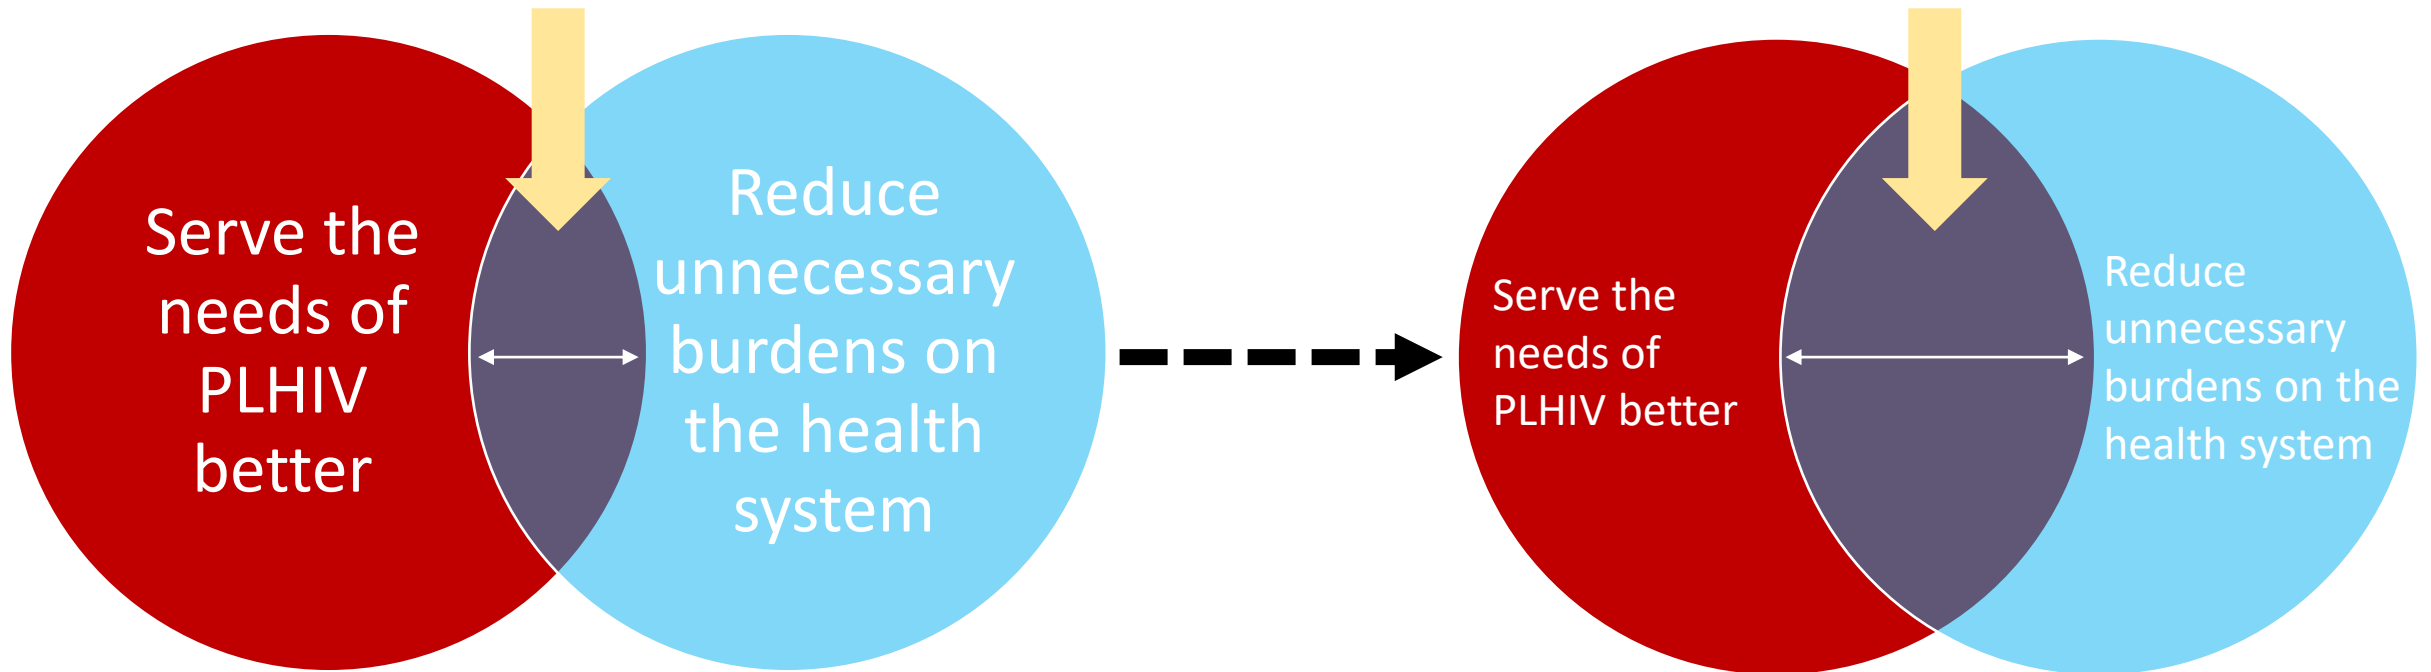 Serve the
needs of
PLHIV
better
Reduce
unnecessary
burdens on
the health
system
Serve the
needs of
PLHIV better
Reduce
unnecessary
burdens on the
health system